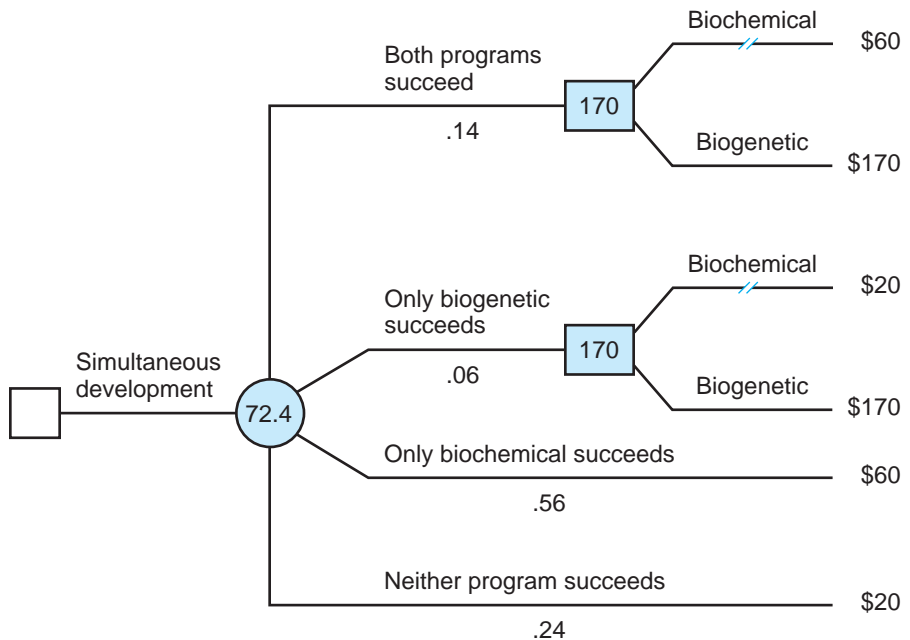 Biochemical
$60
Both programs
succeed
170
.14
Biogenetic
$170
Biochemical
$20
Only biogenetic
succeeds
170
.06
Simultaneous
development
72.4
Biogenetic
$170
Only biochemical succeeds
$60
.56
Neither program succeeds
$20
.24